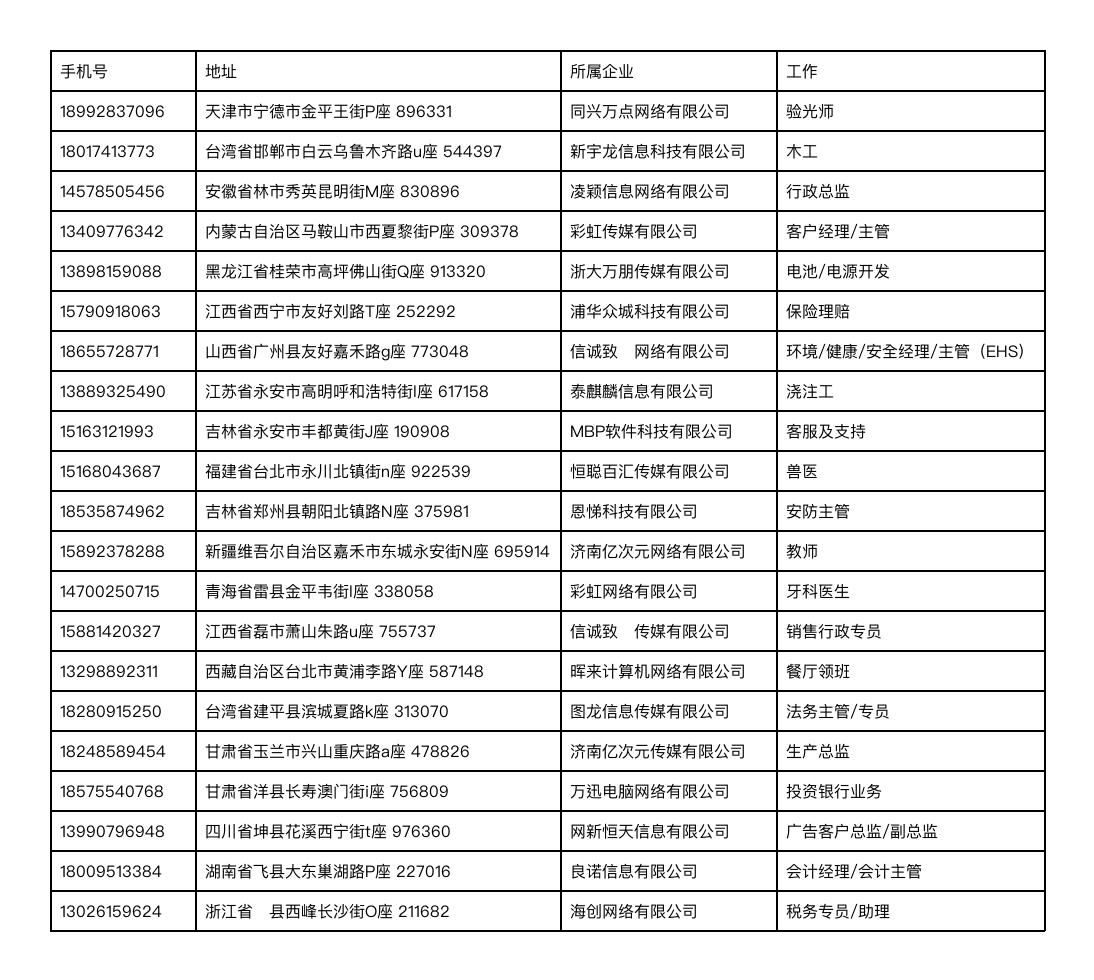 手机号 地址 所属企业 工作
18992837096 天津市宁德市金平王街P座 896331 同兴万点网络有限公司 验光师
18017413773 台湾省邯郸市白云乌鲁木齐路u座 544397 新宇龙信息科技有限公司 木工
14578505456 安徽省林市秀英昆明街M座 830896 凌颖信息网络有限公司 行政总监
13409776342 内蒙古自治区马鞍山市西夏黎街P座 309378 彩虹传媒有限公司 客户经理/主管
13898159088 黑龙江省桂荣市高坪佛山街Q座 913320 浙大万朋传媒有限公司 电池/电源开发
15790918063 江西省西宁市友好刘路T座 252292 浦华众城科技有限公司 保险理赔
18655728771 山西省广州县友好嘉禾路g座 773048 信诚致　网络有限公司 环境/健康/安全经理/主管（EHS）
13889325490 江苏省永安市高明呼和浩特街l座 617158 泰麒麟信息有限公司 浇注工
15163121993 吉林省永安市丰都黄街J座 190908 MBP软件科技有限公司 客服及支持
15168043687 福建省台北市永川北镇街n座 922539 恒聪百汇传媒有限公司 兽医
18535874962 吉林省郑州县朝阳北镇路N座 375981 恩悌科技有限公司 安防主管
15892378288 新疆维吾尔自治区嘉禾市东城永安街N座 695914 济南亿次元网络有限公司 教师
14700250715 青海省雷县金平韦街l座 338058 彩虹网络有限公司 牙科医生
15881420327 江西省磊市萧山朱路u座 755737 信诚致　传媒有限公司 销售行政专员
13298892311 西藏自治区台北市黄浦李路Y座 587148 晖来计算机网络有限公司 餐厅领班
18280915250 台湾省建平县滨城夏路k座 313070 图龙信息传媒有限公司 法务主管/专员
18248589454 甘肃省玉兰市兴山重庆路a座 478826 济南亿次元传媒有限公司 生产总监
18575540768 甘肃省洋县长寿澳门街i座 756809 万迅电脑网络有限公司 投资银行业务
13990796948 四川省坤县花溪西宁街t座 976360 网新恒天信息有限公司 广告客户总监/副总监
18009513384 湖南省飞县大东巢湖路P座 227016 良诺信息有限公司 会计经理/会计主管
13026159624 浙江省　县西峰长沙街O座 211682 海创网络有限公司 税务专员/助理